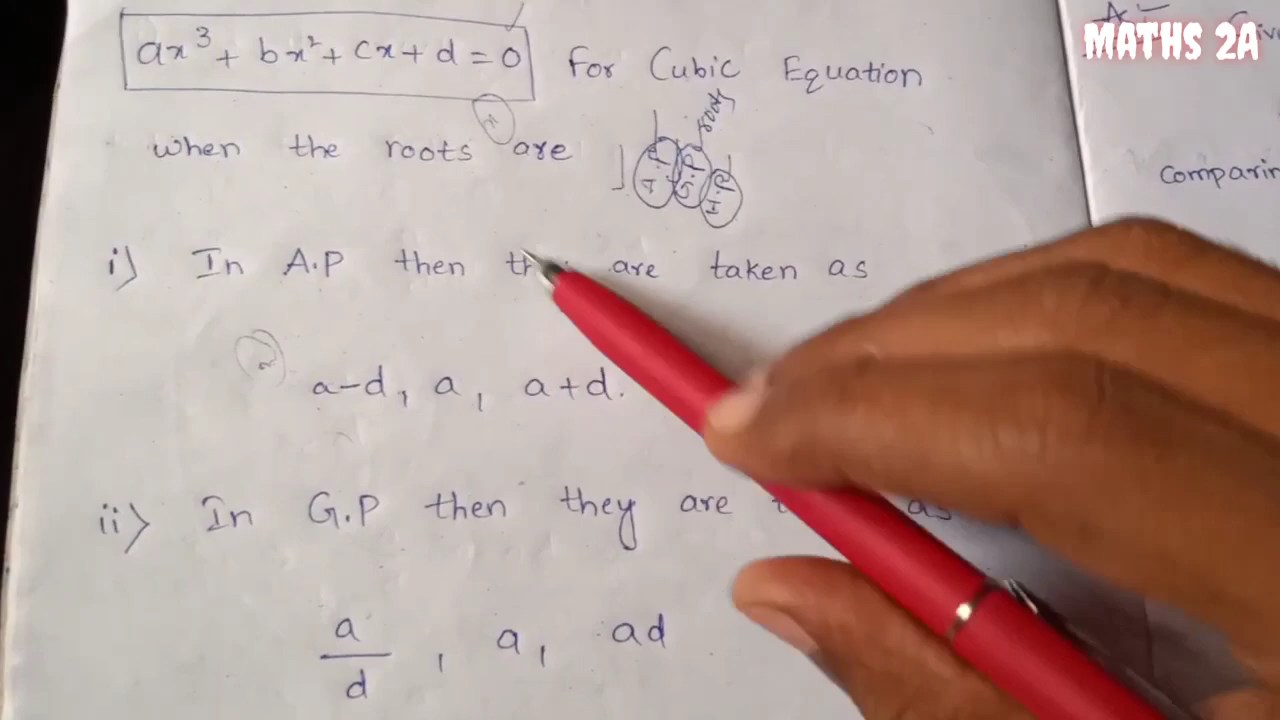 ax³ + bx² + cx + d = 0 For Cubic Equation
MATHS 2A
when the roots are
roots
comparin
i) In A.P then are taken as
a-d, a, a+d.
ii) In G.P then they are as
a/d, a, ad